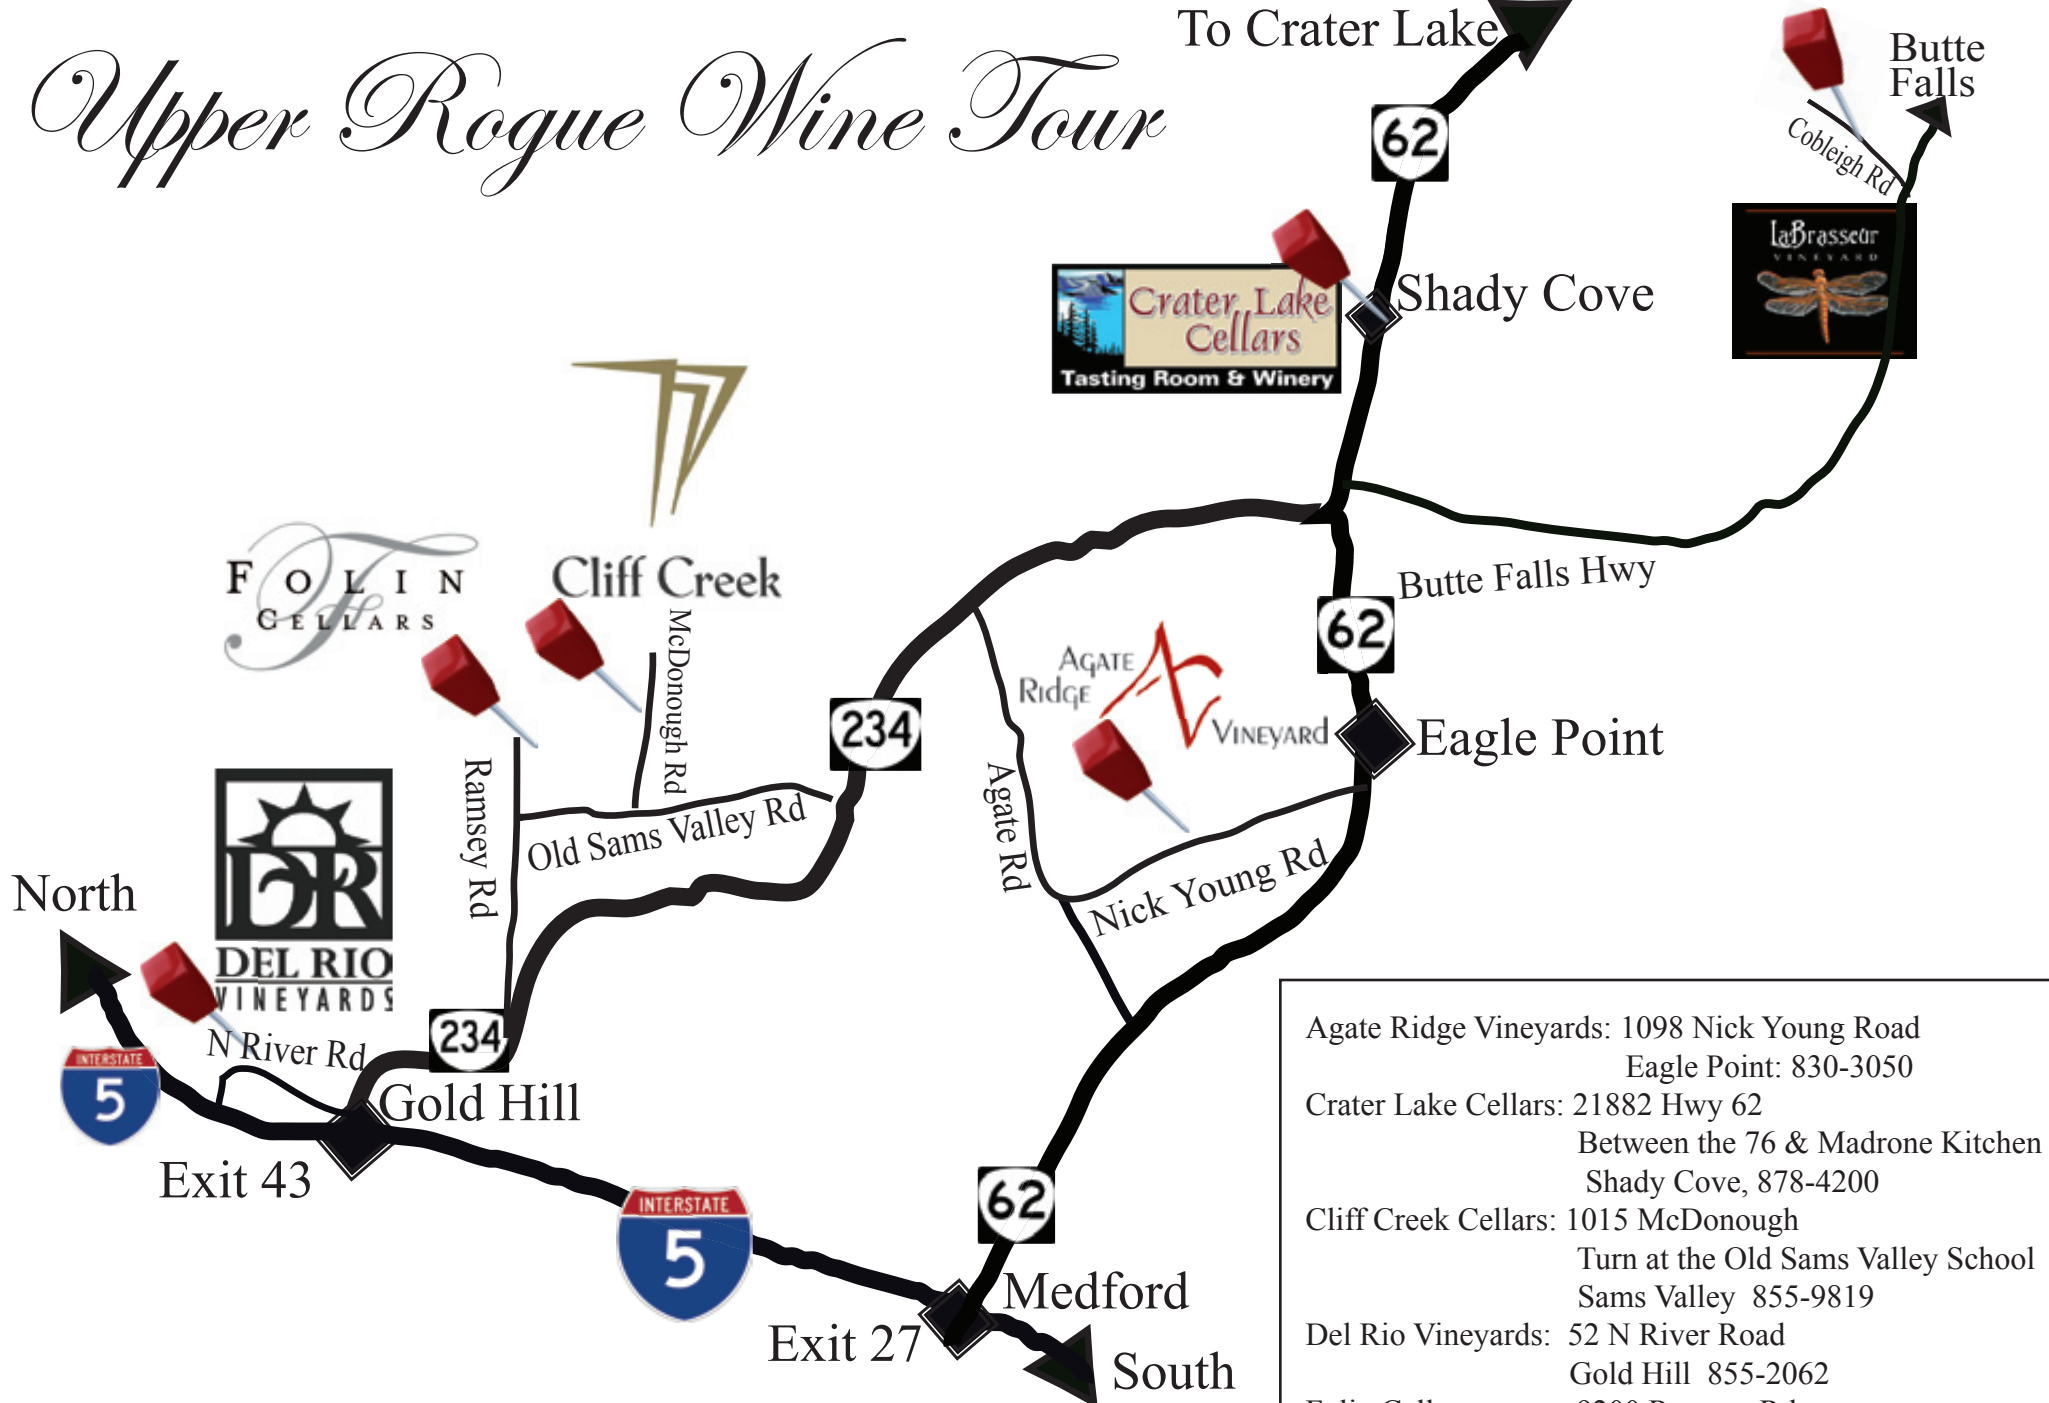 Upper Rogue Wine Tour
To Crater Lake
Butte
Falls
Cobleigh Rd
62
LaBrasseur
VINEYARD
Crater Lake
Cellars
Tasting Room & Winery
Shady Cove
FOLIN
CELLARS
Cliff Creek
McDonough Rd
Butte Falls Hwy
62
AGATE
RIDGE
VINEYARD
234
Eagle Point
Ramsey Rd
Old Sams Valley Rd
Agate Rd
Nick Young Rd
North
DR
DEL RIO
VINEYARDS
N River Rd
234
INTERSTATE
5
Gold Hill
Exit 43
INTERSTATE
5
62
Medford
Exit 27
South
Agate Ridge Vineyards: 1098 Nick Young Road
Eagle Point: 830-3050
Crater Lake Cellars: 21882 Hwy 62
Between the 76 & Madrone Kitchen
Shady Cove, 878-4200
Cliff Creek Cellars: 1015 McDonough
Turn at the Old Sams Valley School
Sams Valley 855-9819
Del Rio Vineyards: 52 N River Road
Gold Hill 855-2062